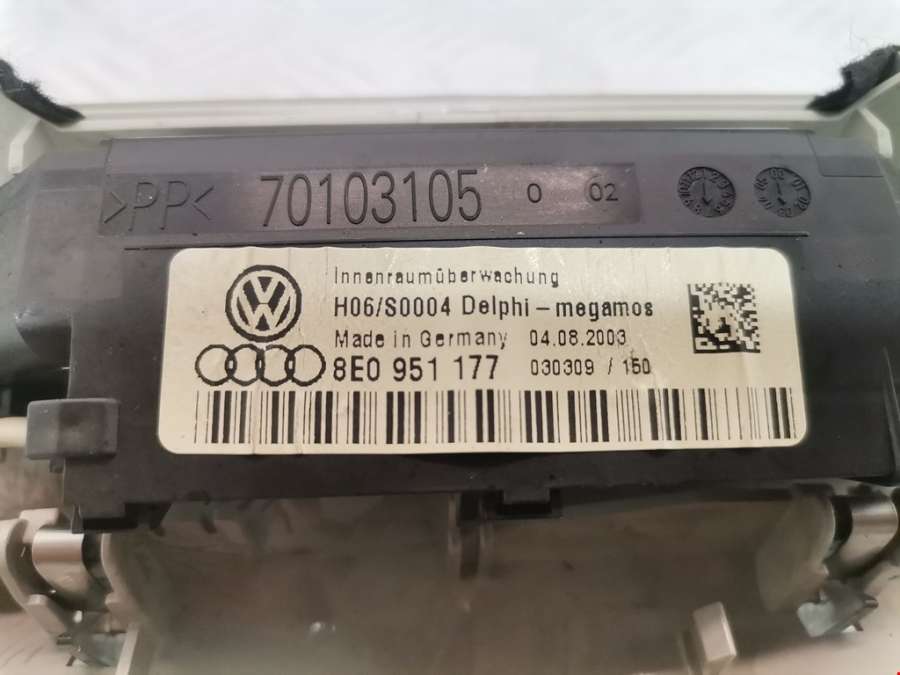 >PP< 70103105 0 02
Innenraumüberwachung
H06/S0004 Delphi-megamos
Made in Germany 04.08.2003
8E0 951 177 030309 / 150